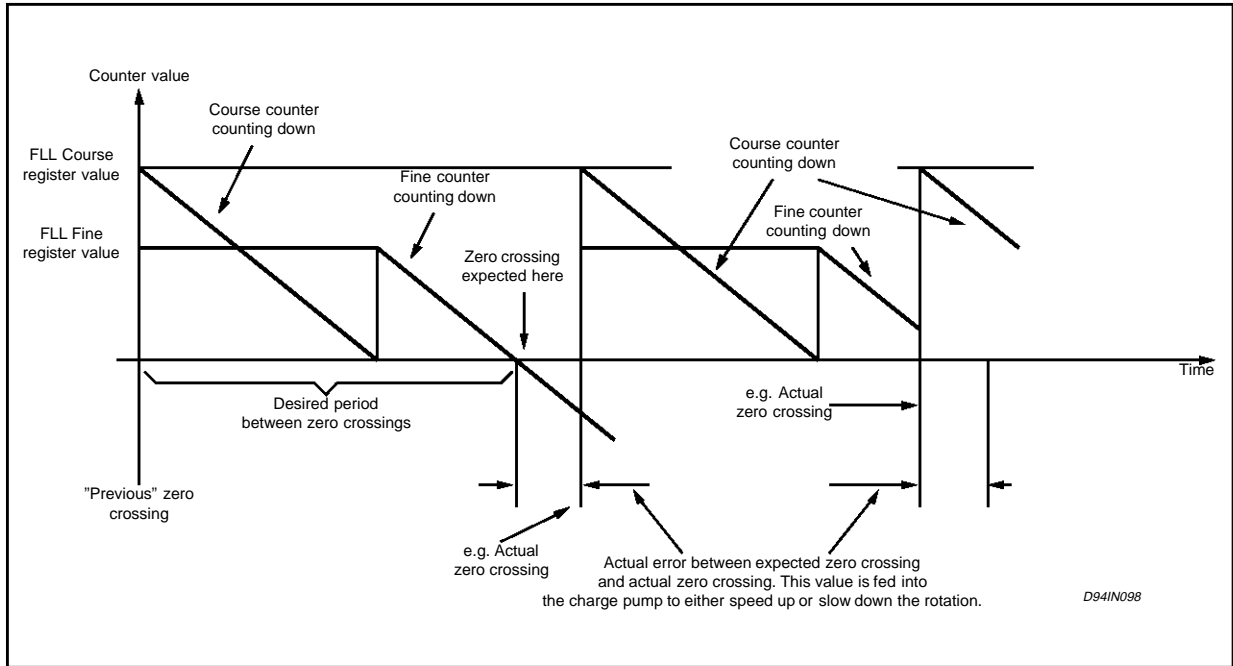 Counter value
Course counter
counting down
FLL Course
register value
Fine counter
counting down
Course counter
counting down
FLL Fine
register value
Fine counter
counting down
Zero crossing
expected here
Time
Desired period
between zero crossings
e.g. Actual
zero crossing
”Previous” zero
crossing
e.g. Actual
zero crossing
Actual error between expected zero crossing
and actual zero crossing. This value is fed into
the charge pump to either speed up or slow down the rotation.
D94IN098